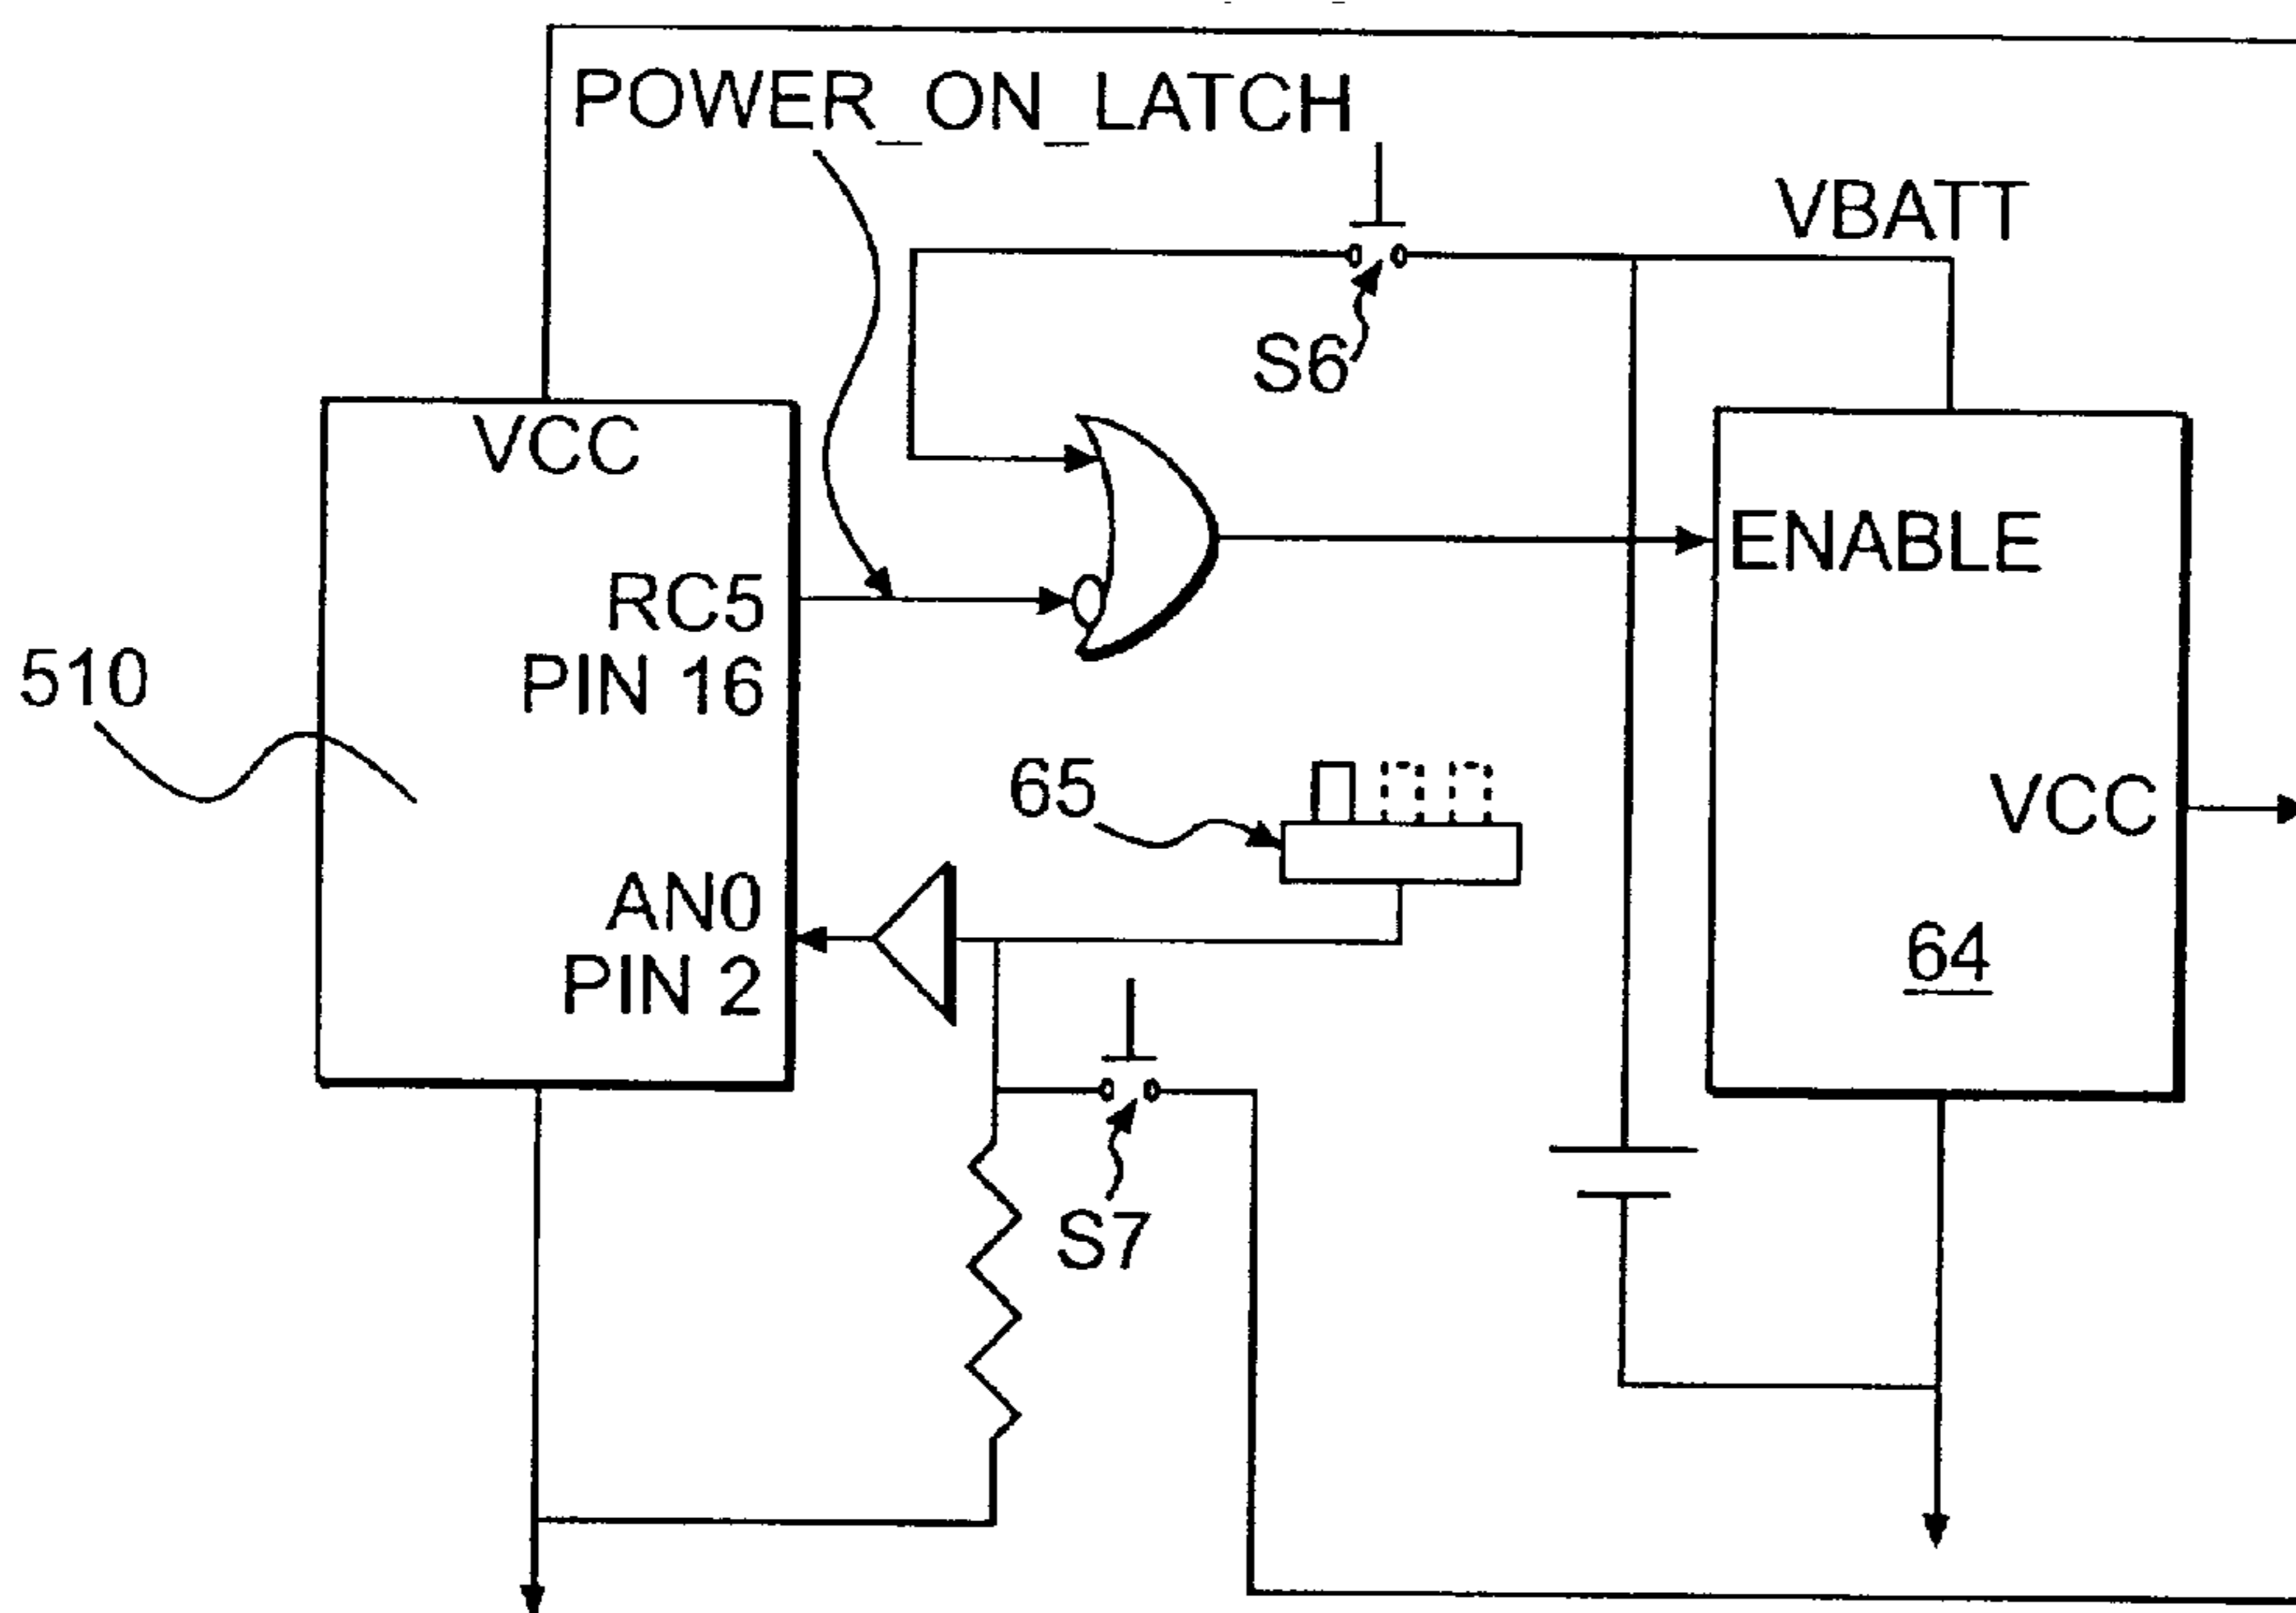 POWER_ON_LATCH
VBATT
S6
VCC
ENABLE
RC5
PIN 16
510
65
VCC
AN0
PIN 2
64
S7